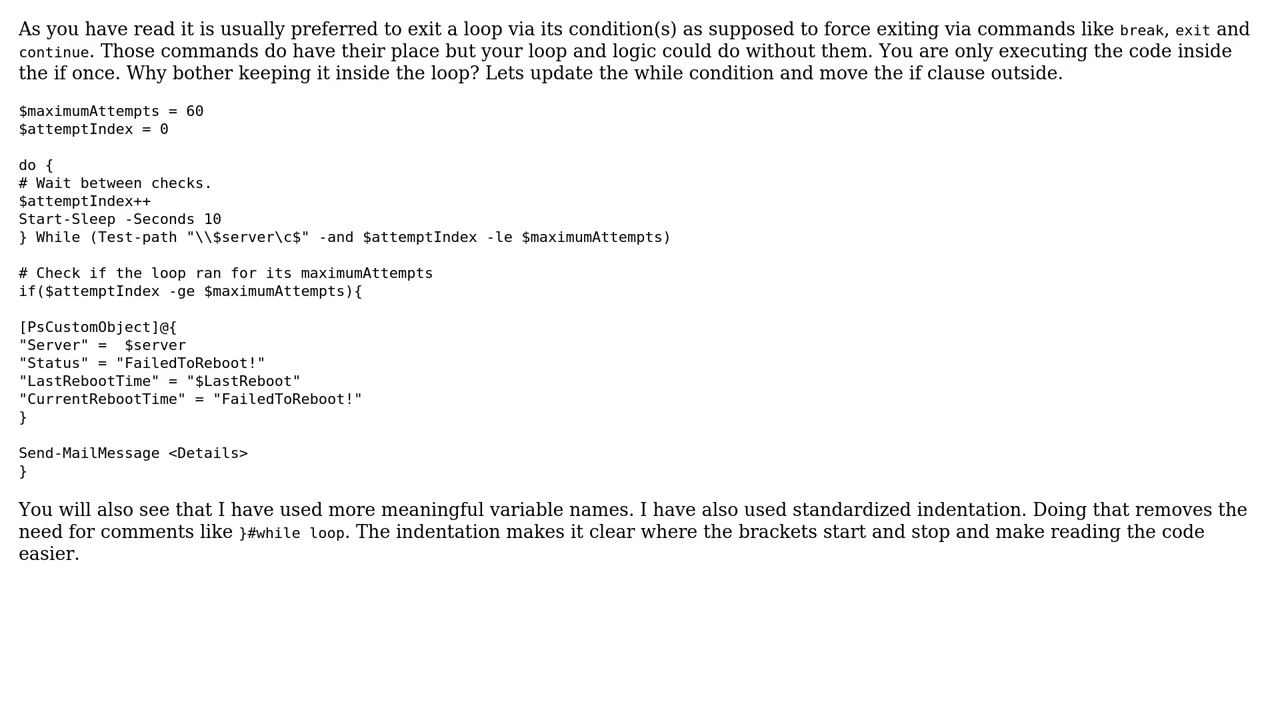 As you have read it is usually preferred to exit a loop via its condition(s) as supposed to force exiting via commands like break, exit and
continue. Those commands do have their place but your loop and logic could do without them. You are only executing the code inside
the if once. Why bother keeping it inside the loop? Lets update the while condition and move the if clause outside.
$maximumAttempts = 60
$attemptIndex = 0
do {
# Wait between checks.
$attemptIndex++
Start-Sleep -Seconds 10
} While (Test-path "\\$server\c$" -and $attemptIndex -le $maximumAttempts)
# Check if the loop ran for its maximumAttempts
if($attemptIndex -ge $maximumAttempts){
[PsCustomObject]@{
"Server" =  $server
"Status" = "FailedToReboot!"
"LastRebootTime" = "$LastReboot"
"CurrentRebootTime" = "FailedToReboot!"
}
Send-MailMessage <Details>
}
You will also see that I have used more meaningful variable names. I have also used standardized indentation. Doing that removes the
need for comments like }#while loop. The indentation makes it clear where the brackets start and stop and make reading the code
easier.